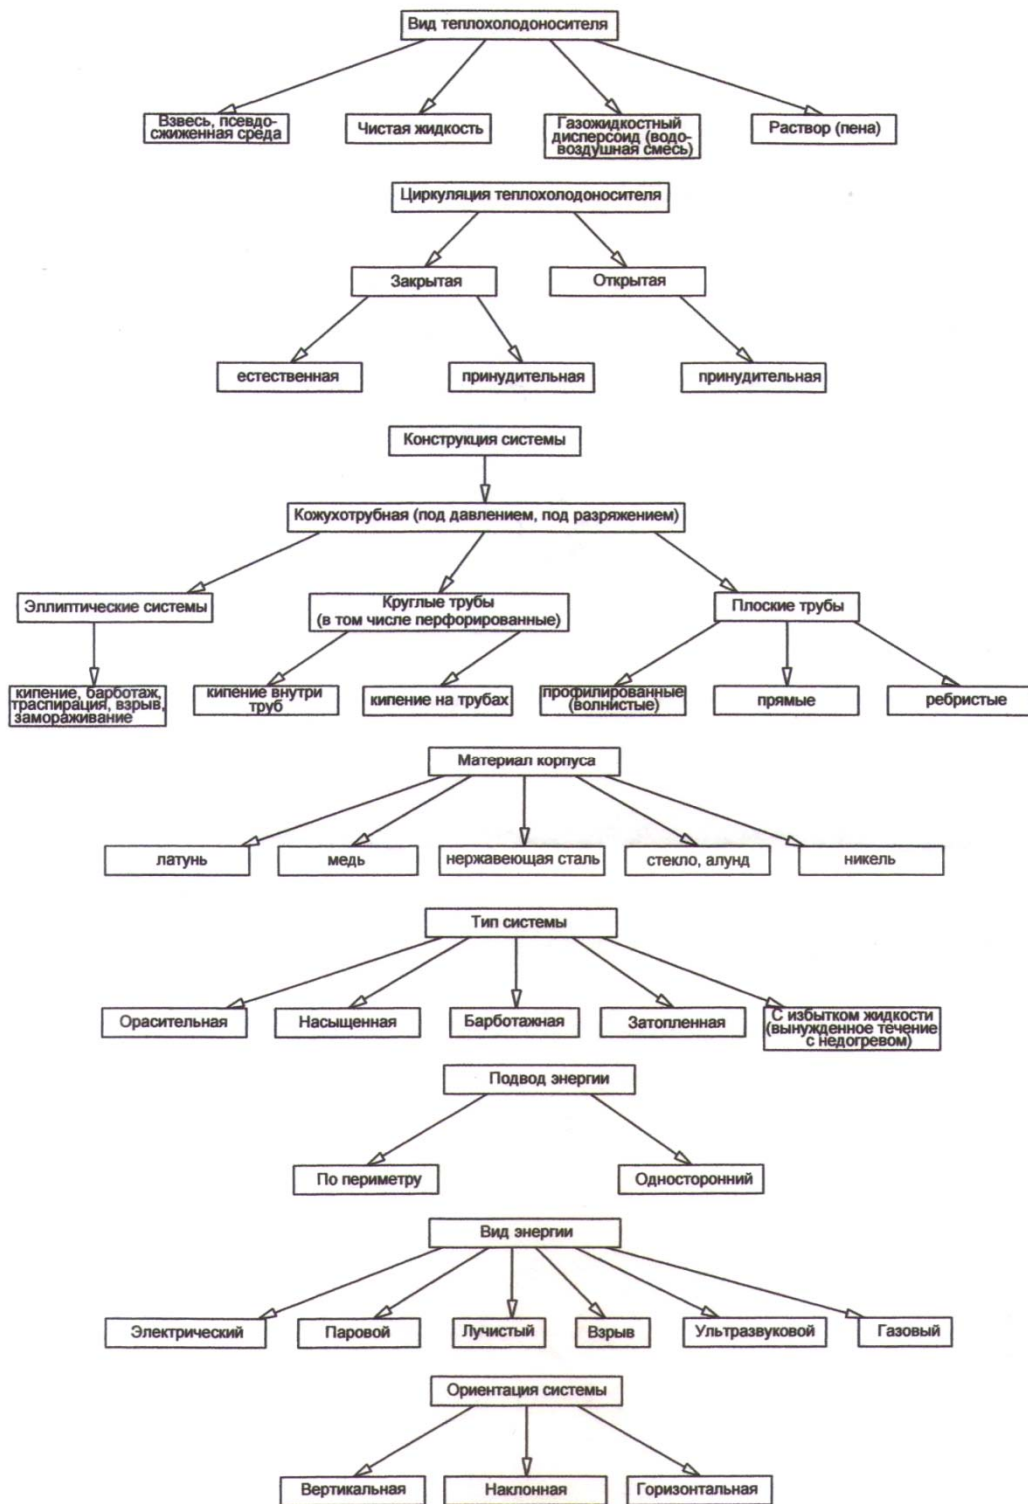 Вид теплохолодоносителя
Взвесь, псевдо-
сжиженная среда
Чистая жидкость
Газожидкостный
дисперсоид (водо-
воздушная смесь)
Раствор (пена)
Циркуляция теплохолодоносителя
Закрытая
Открытая
естественная
принудительная
принудительная
Конструкция системы
Кожухотрубная (под давлением, под разряжением)
Эллиптические системы
Круглые трубы
(в том числе перфорированные)
Плоские трубы
кипение, барботаж,
траспирация, взрыв,
замораживание
кипение внутри
труб
кипение на трубах
профилированные
(волнистые)
прямые
ребристые
Материал корпуса
латунь
медь
нержавеющая сталь
стекло, алунд
никель
Тип системы
Орасительная
Насыщенная
Барботажная
Затопленная
С избытком жидкости
(вынужденное течение
с недогревом)
Подвод энергии
По периметру
Односторонний
Вид энергии
Электрический
Паровой
Лучистый
Взрыв
Ультразвуковой
Газовый
Ориентация системы
Вертикальная
Наклонная
Горизонтальная